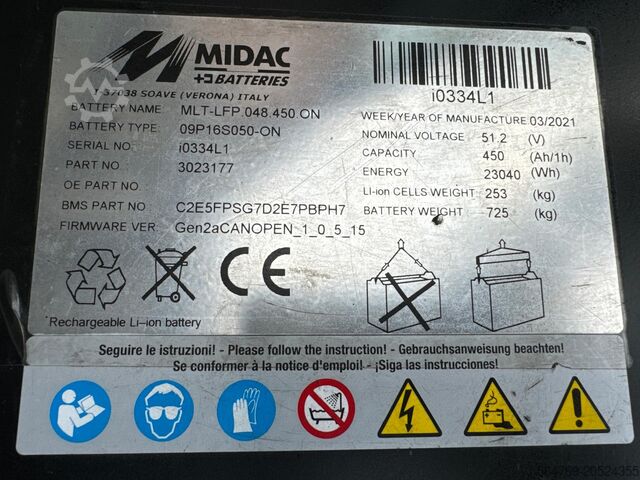 MIDAC
BATTERIES
I-37038 SOAVE (VERONA) ITALY
i0334L1
BATTERY NAME: MLT-LFP.048.450.ON
BATTERY TYPE: 09P16S050-ON
SERIAL NO: i0334L1
PART NO: 3023177
OE PART NO:
BMS PART NO: C2E5FPSG7D2E7PBPH7
FIRMWARE VER: Gen2aCANOPEN_1_0_5_15
WEEK/YEAR OF MANUFACTURE: 03/2021
NOMINAL VOLTAGE 51.2 (V)
CAPACITY 450 (Ah/1h)
ENERGY 23040 (Wh)
LI-ion CELLS WEIGHT 253 (kg)
BATTERY WEIGHT 725 (kg)
CE
*Rechargeable Li-ion battery
Seguire le istruzioni! - Please follow the instruction! - Gebrauchsanweisung beachten!
Se conformer à la notice d'emploi! - ¡Siga las instrucciones!